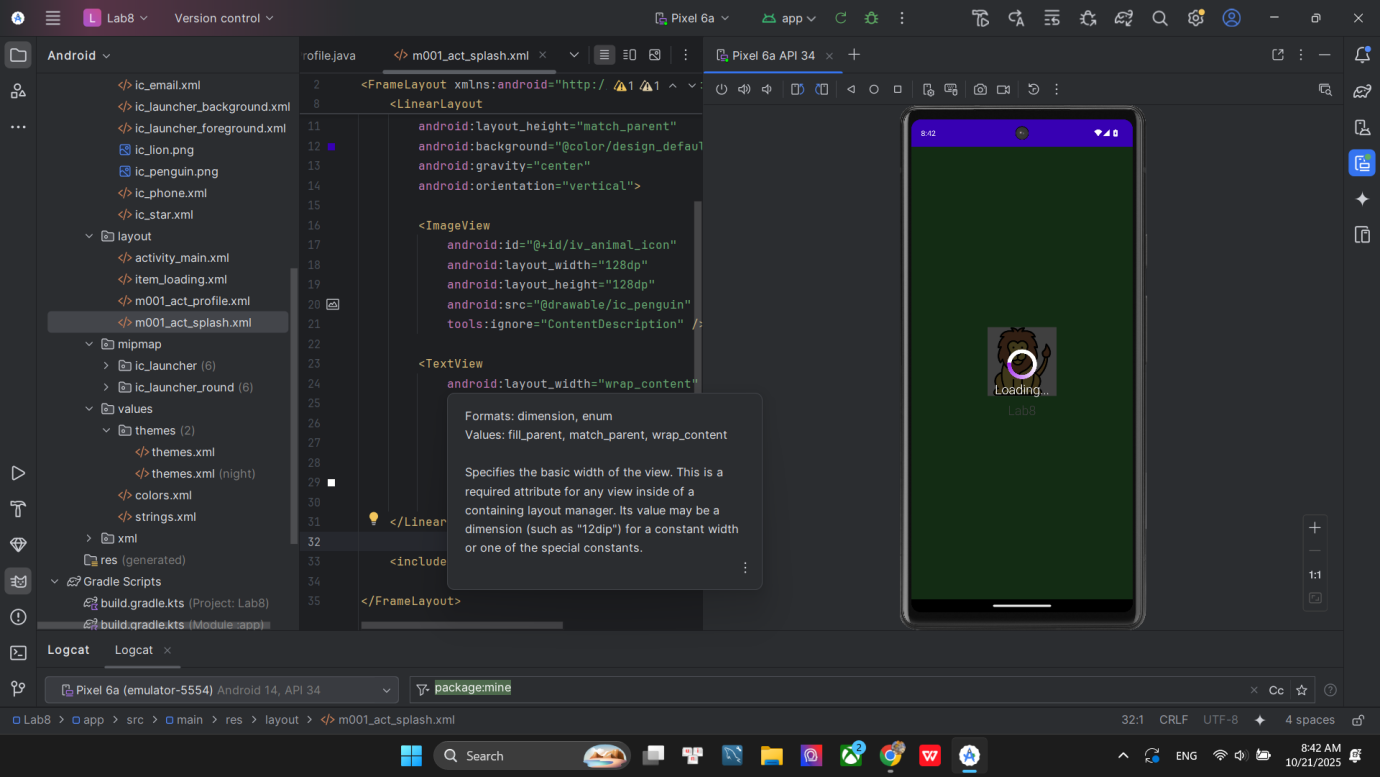 L Lab8
Version control
Pixel 6a
app
Android
rofile.java
m001_act_splash.xml
Pixel 6a API 34
ic_email.xml
ic_launcher_background.xml
ic_launcher_foreground.xml
ic_lion.png
ic_penguin.png
ic_phone.xml
ic_star.xml
layout
activity_main.xml
item_loading.xml
m001_act_profile.xml
m001_act_splash.xml
mipmap
ic_launcher (6)
ic_launcher_round (6)
values
themes (2)
themes.xml
themes.xml (night)
colors.xml
strings.xml
xml
res (generated)
Gradle Scripts
build.gradle.kts (Project: Lab8)
build.gradle.kts (Module :app)
2 <FrameLayout xmlns:android="http:/ 1 1
8 <LinearLayout
11 android:layout_height="match_parent"
12 android:background="@color/design_defaul
13 android:gravity="center"
14 android:orientation="vertical">
15
16 <ImageView
17 android:id="@+id/iv_animal_icon"
18 android:layout_width="128dp"
19 android:layout_height="128dp"
20 android:src="@drawable/ic_penguin"
21 tools:ignore="ContentDescription" />
22
23 <TextView
24 android:layout_width="wrap_content"
25
26
27
28
29
30
31 </Linear
32
33 <include
34
35 </FrameLayout>
Formats: dimension, enum
Values: fill_parent, match_parent, wrap_content
Specifies the basic width of the view. This is a
required attribute for any view inside of a
containing layout manager. Its value may be a
dimension (such as "12dip") for a constant width
or one of the special constants.
8:42
Loading...
Lab8
1:1
Logcat
Logcat
Pixel 6a (emulator-5554) Android 14, API 34
package:mine
Cc
Lab8 > app > src > main > res > layout > m001_act_splash.xml
32:1 CRLF UTF-8 4 spaces
Search
2
ENG
8:42 AM
10/21/2025